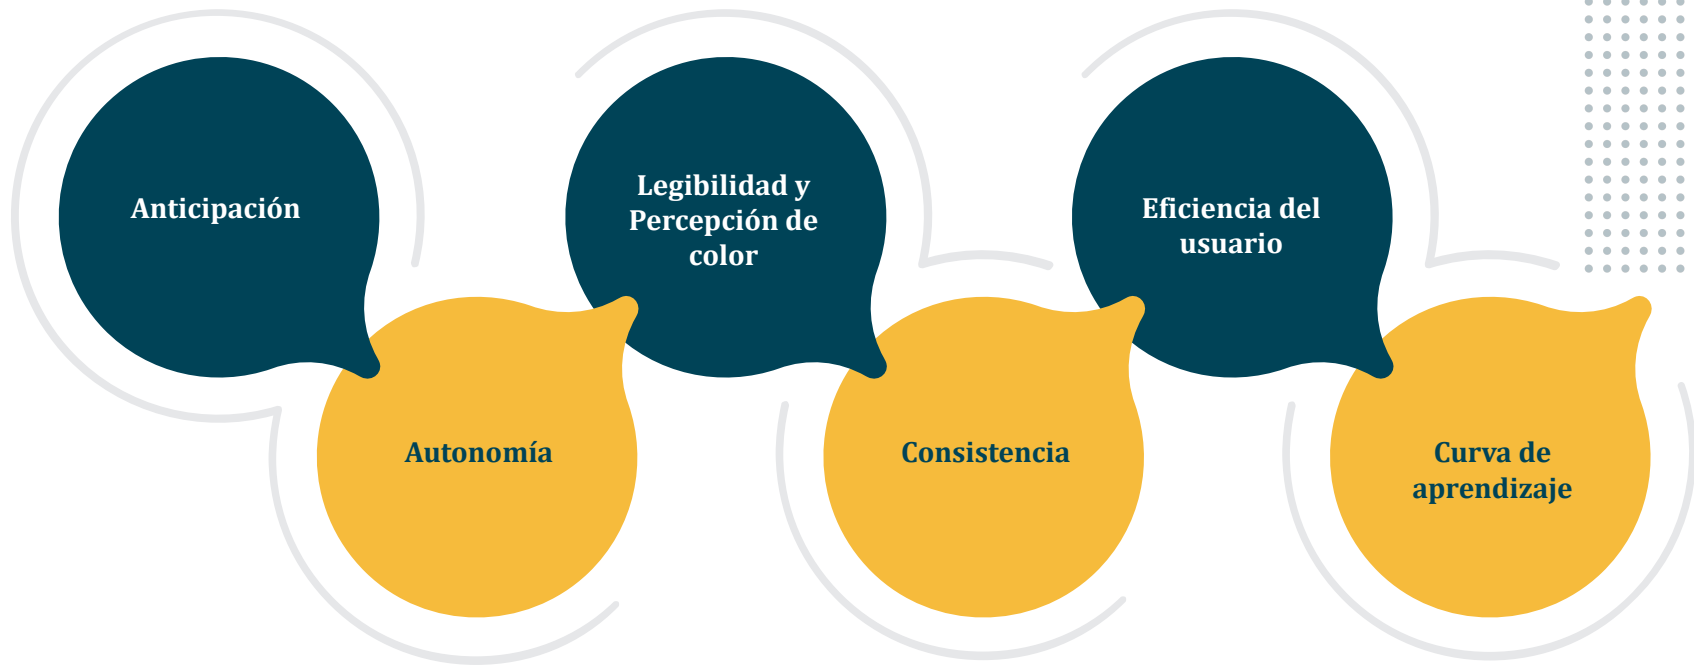 Anticipación
Autonomía
Legibilidad y
Percepción de
color
Consistencia
Eficiencia del
usuario
Curva de
aprendizaje